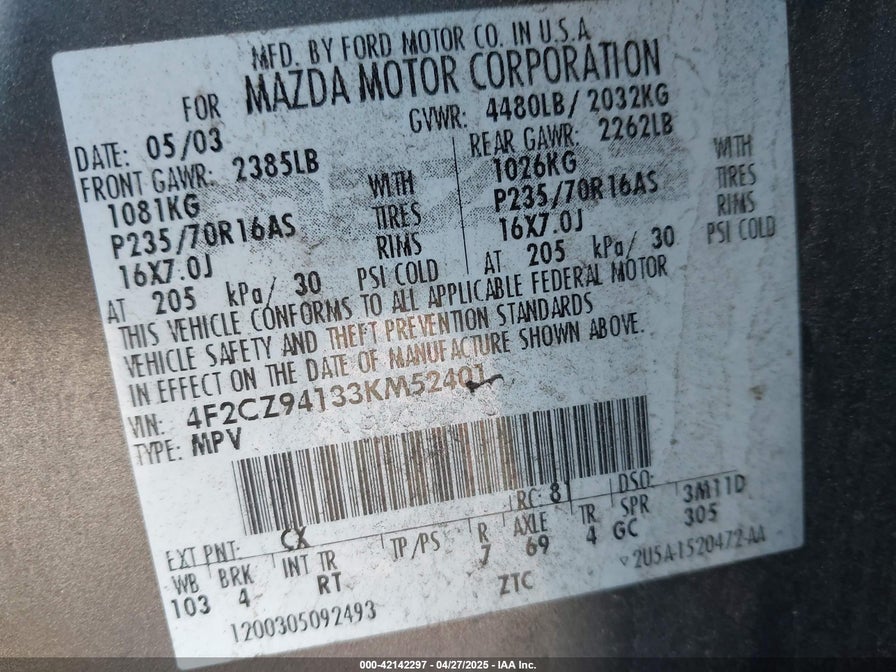 MFD. BY FORD MOTOR CO. IN U.S.A.
FOR MAZDA MOTOR CORPORATION
DATE: 05/03 GVWR: 4480LB/ 2032KG
FRONT GAWR: 2385LB REAR GAWR: 2262LB
1081KG WITH 1026KG WITH
P235/70R16AS TIRES P235/70R16AS TIRES
16X7.0J RIMS 16X7.0J RIMS
AT 205 kPa/ 30 PSI COLD AT 205 kPa/ 30 PSI COLD
THIS VEHICLE CONFORMS TO ALL APPLICABLE FEDERAL MOTOR
VEHICLE SAFETY AND THEFT PREVENTION STANDARDS
IN EFFECT ON THE DATE OF MANUFACTURE SHOWN ABOVE.
VIN: 4F2CZ94133KM52401
TYPE: MPV
EXT PNT: CX RC: 81 DSO:
WB BRK INT TR TP/PS R AXLE TR SPR 3M11D
103 4 RT 7 69 4 GC 305
1200305092493 ZTC 2U5A-1520472-AA
000-42142297 - 04/27/2025 - IAA Inc.